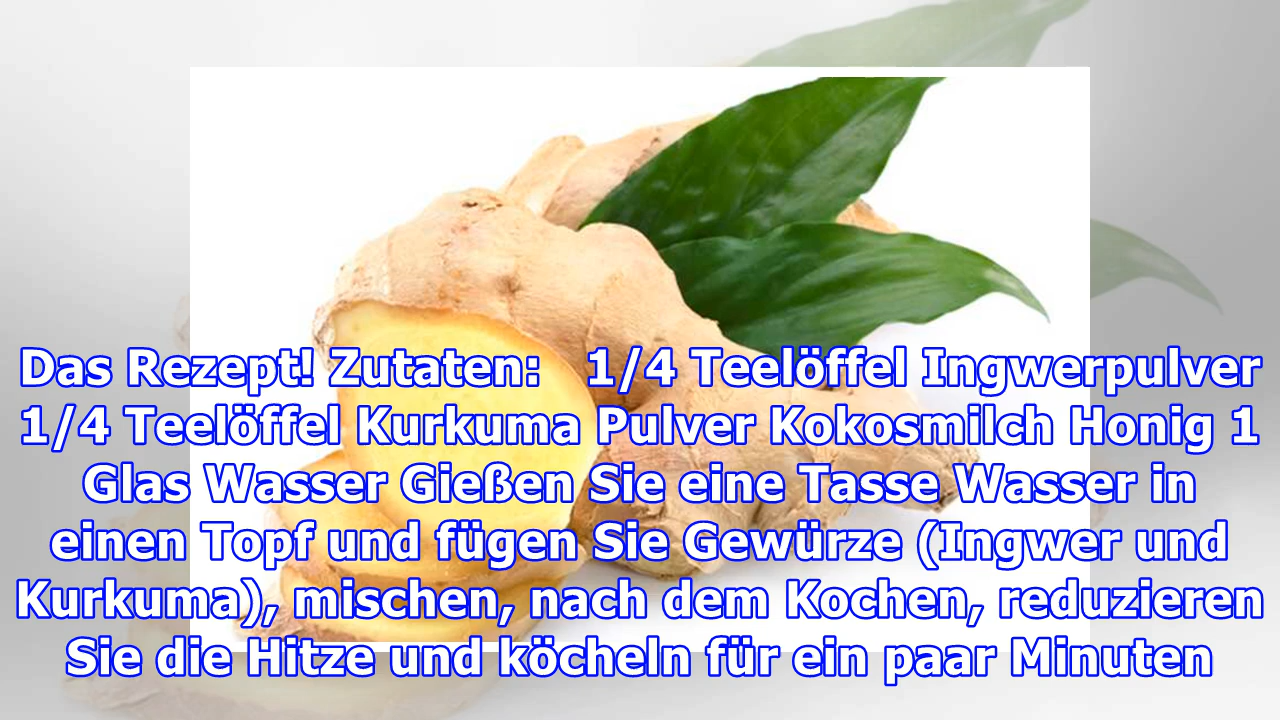 Das Rezept! Zutaten:   1/4 Teelöffel Ingwerpulver
1/4 Teelöffel Kurkuma Pulver Kokosmilch Honig 1
Glas Wasser Gießen Sie eine Tasse Wasser in
einen Topf und fügen Sie Gewürze (Ingwer und
Kurkuma), mischen, nach dem Kochen, reduzieren
Sie die Hitze und köcheln für ein paar Minuten